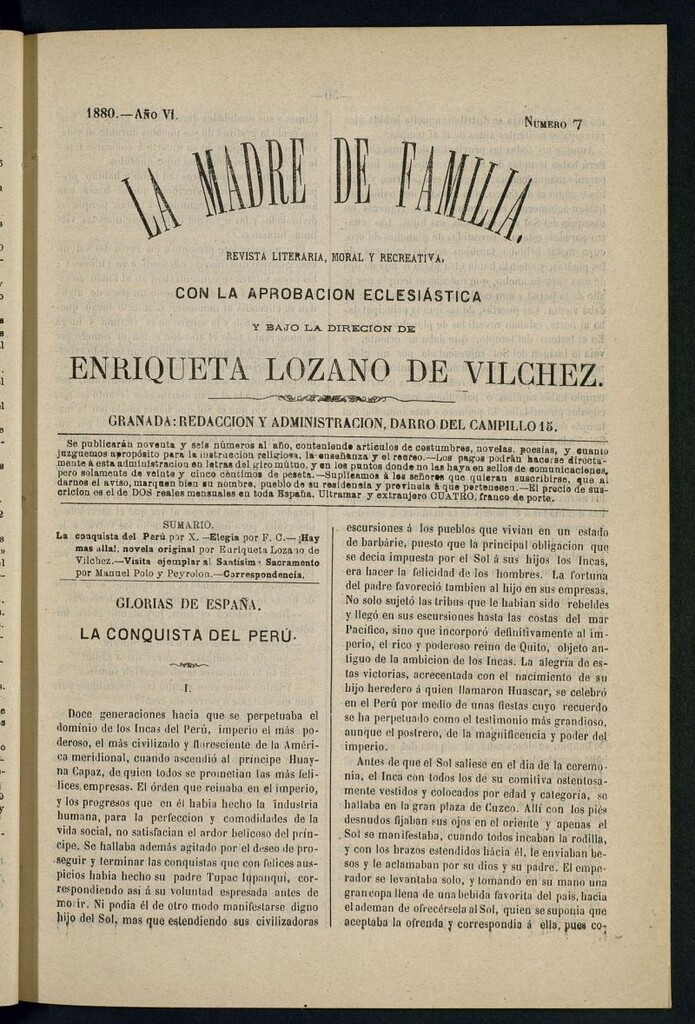 1880.—Año VI.
Numero 7
LA MADRE DE FAMILIA.
REVISTA LITERARIA, MORAL Y RECREATIVA,
CON LA APROBACION ECLESIÁSTICA
Y BAJO LA DIRECION DE
ENRIQUETA LOZANO DE VILCHEZ.
GRANADA: REDACCION Y ADMINISTRACION, DARRO DEL CAMPILLO 15.
Se publicarán noventa y seis números al año, conteniendo artículos de costumbres, novelas, poesías, y cuanto
juzguemos apropósito para la instruccion religiosa, la enseñanza y el recreo.—Los pagos podrán hacerse directa-
mente á esta administracion en letras del giro mútuo, y en los puntos donde no las haya en sellos de comunicaciones,
pero solamente de veinte y cinco céntimos de peseta.—Suplicamos á los señores que quieran suscribirse, que al
darnos el aviso, marquen bien su nombre, pueblo de su residencia y provincia á que pertenecen.—El precio de sus-
cricion es el de DOS reales mensuales en toda España. Ultramar y extranjero CUATRO, franco de porte.
SUMARIO.
La conquista del Perú por X.—Elegia por F. C.—¡Hay
mas allá!, novela original por Enriqueta Lozano de
Vilchez.—Visita ejemplar al Santísimo Sacramento
por Manuel Polo y Peyrolon.—Correspondencia.
GLORIAS DE ESPAÑA.
LA CONQUISTA DEL PERÚ.
I.
Doce generaciones hacia que se perpetuaba el
dominio de los Incas del Perú, imperio el más po-
deroso, el más civilizado y floresciente de la Améri-
ca meridional, cuando ascendió al príncipe Huay-
na Capaz, de quien todos se prometian las más feli-
lices empresas. El órden que reinaba en el imperio,
y los progresos que en él habia hecho la industria
humana, para la perfeccion y comodidades de la
vida social, no satisfacian el ardor belicoso del prín-
cipe. Se hallaba además agitado por el deseo de pro-
seguir y terminar las conquistas que con felices aus-
picios habia hecho su padre Tupac Iupanqui, cor-
respondiendo asi á su voluntad espresada antes de
morir. Ni podia él de otro modo manifestarse digno
hijo del Sol, mas que estendiendo sus civilizadoras
escursiones á los pueblos que vivian en un estado
de barbárie, puesto que la principal obligacion que
se decia impuesta por el Sol á sus hijos los Incas,
era hacer la felicidad de los hombres. La fortuna
del padre favoreció tambien al hijo en sus empresas.
No solo sujetó las tribus que le habian sido rebeldes
y llegó en sus escursiones hasta las costas del mar
Pacífico, sino que incorporó definitivamente al im-
perio, el rico y poderoso reino de Quito, objeto an-
tiguo de la ambicion de los Incas. La alegria de es-
tas victorias, acrecentada con el nacimiento de su
hijo heredero á quien llamaron Huascar, se celebró
en el Perú por medio de unas fiestas cuyo recuerdo
se ha perpetuado como el testimonio más grandioso,
aunque el postrero, de la magnificencia y poder del
imperio.
Antes de que el Sol saliese en el dia de la ceremo-
nia, el Inca con todos los de su comitiva ostentosa-
mente vestidos y colocados por edad y categoría, se
hallaba en la gran plaza de Cuzco. Allí con los piés
desnudos fijaban sus ojos en el oriente y apenas el
Sol se manifestaba, cuando todos incaban la rodilla,
y con los brazos estendidos hácia él, le enviaban be-
sos y le aclamaban por su dios y su padre. El empe-
rador se levantaba solo, y tomando en su mano una
gran copa llena de una bebida favorita del pais, hacia
el ademan de ofrecérsela al Sol, quien se suponia que
aceptaba la ofrenda y correspondia á ella, pues co-